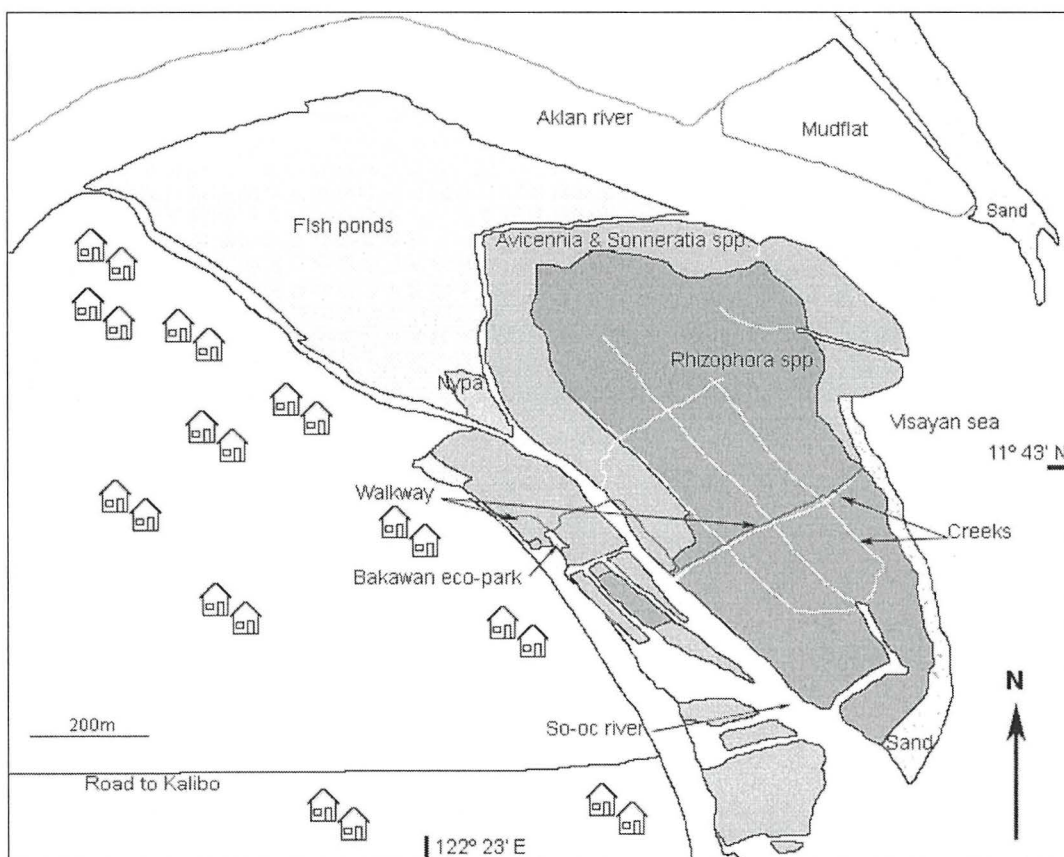 Aklan river
Mudflat
Sand
Fish ponds
Avicennia & Sonneratia spp.
Rhizophora spp
Nypa
Visayan sea
11° 43' N
Walkway
Creeks
Bakawan eco-park
N
200m
So-oc river
Sand
Road to Kalibo
122° 23' E